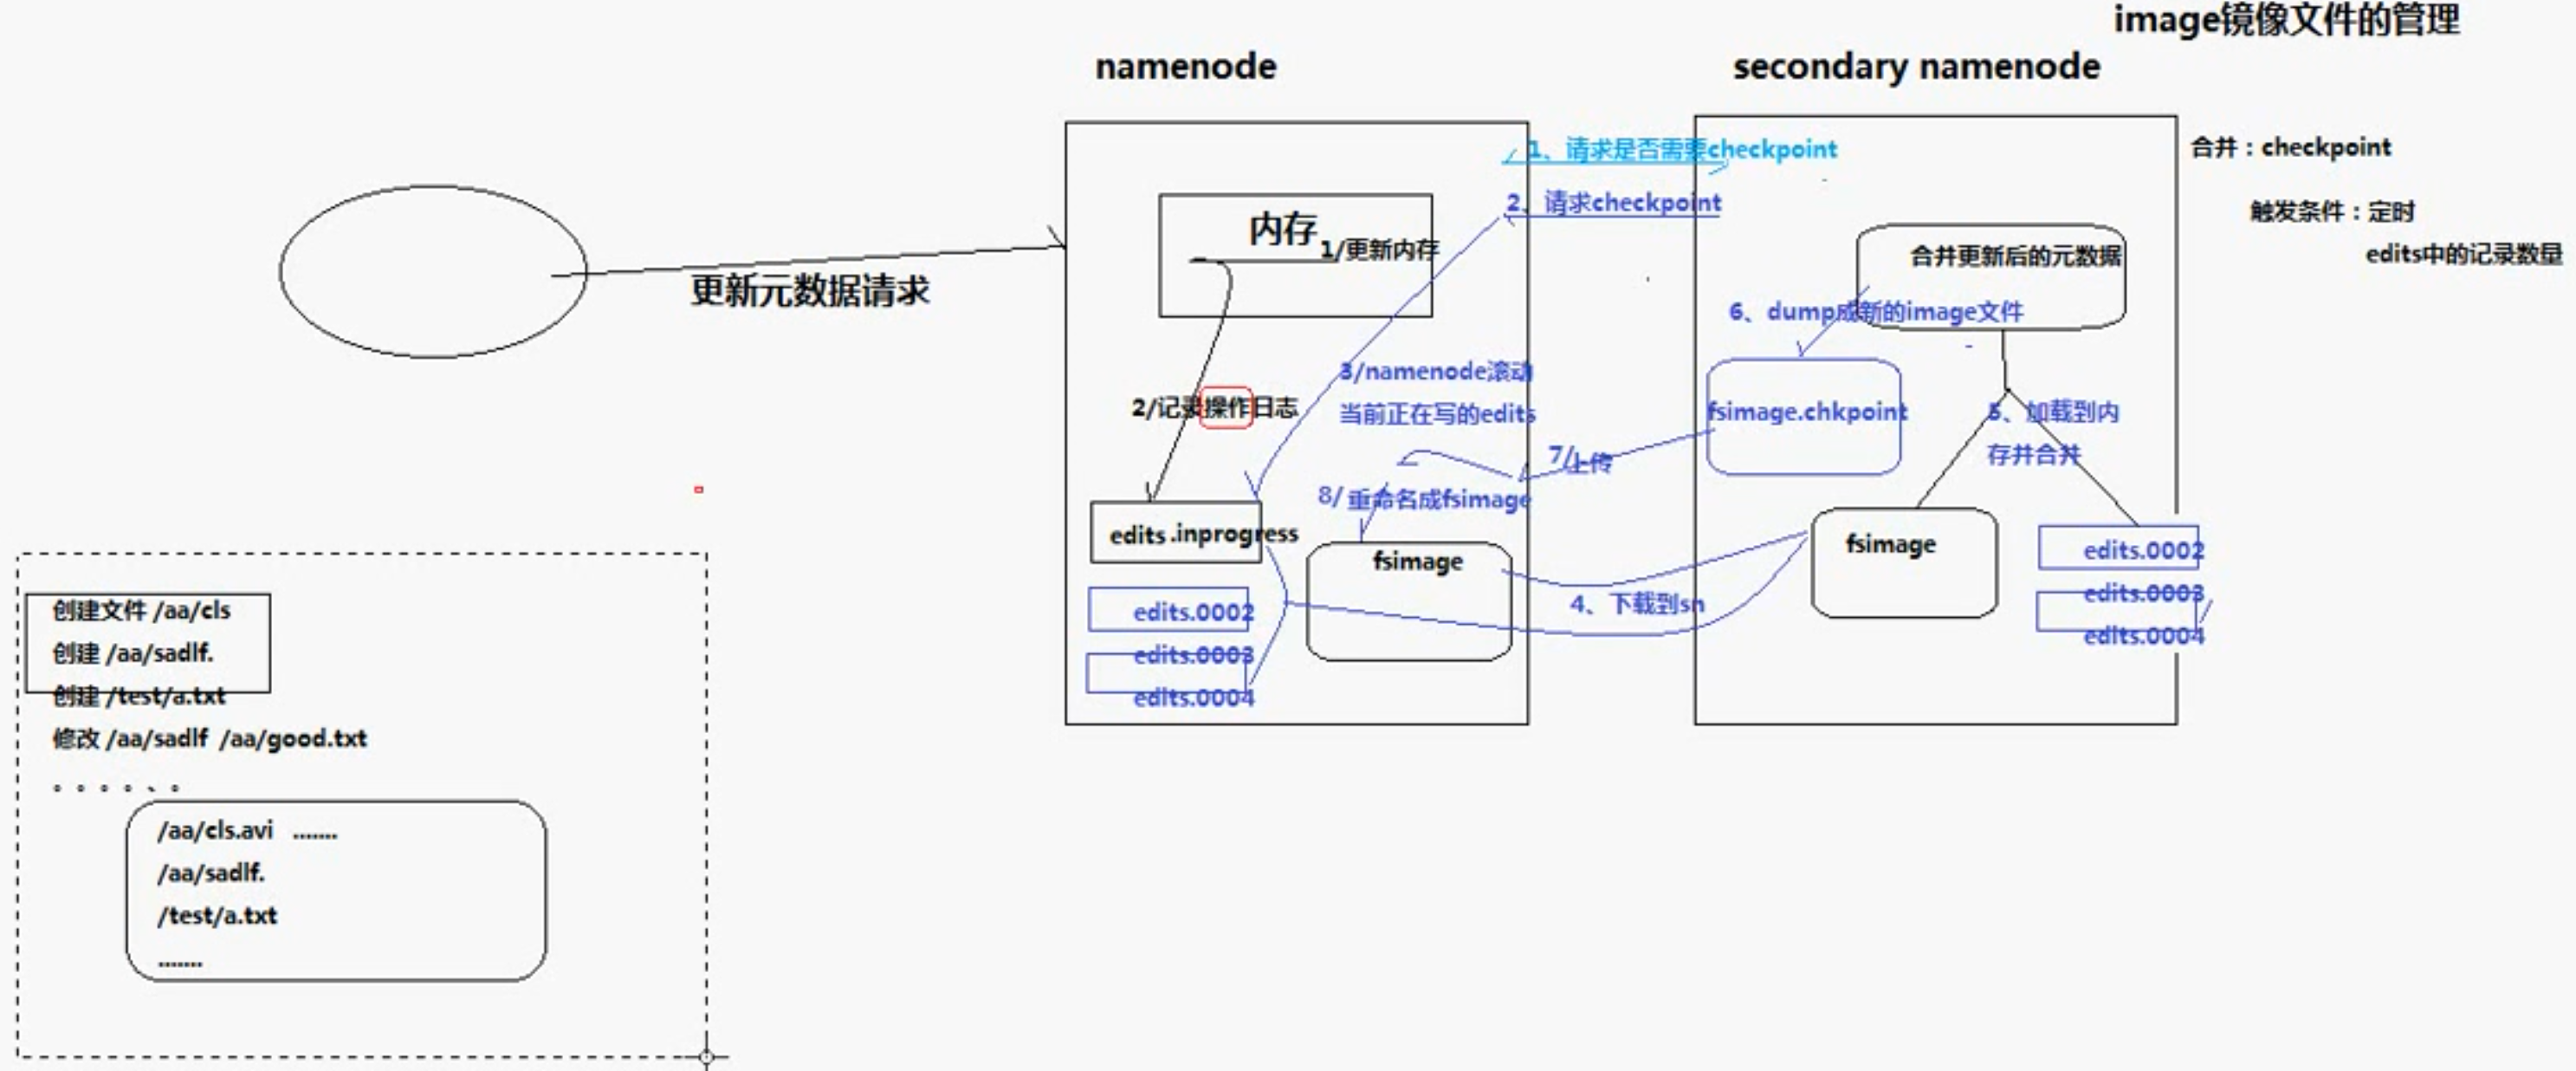 image镜像文件的管理
namenode
secondary namenode
1、请求是否需要checkpoint
合并：checkpoint
2、请求checkpoint
触发条件：定时
edits中的记录数量
内存
1/更新内存
合并更新后的元数据
更新元数据请求
6、dump成新的image文件
3/namenode滚动
当前正在写的edits
2/记录操作日志
fsimage.chkpoint
5、加载到内
存并合并
7/上传
8/重命名成fsimage
edits.inprogress
fsimage
fsimage
edits.0002
edits.0003
edits.0004
4、下载到sn
edits.0002
edits.0003
edits.0004
创建文件 /aa/cls
创建 /aa/sadlf.
创建 /test/a.txt
修改 /aa/sadlf /aa/good.txt
。。。。、。
/aa/cls.avi .......
/aa/sadlf.
/test/a.txt
.......